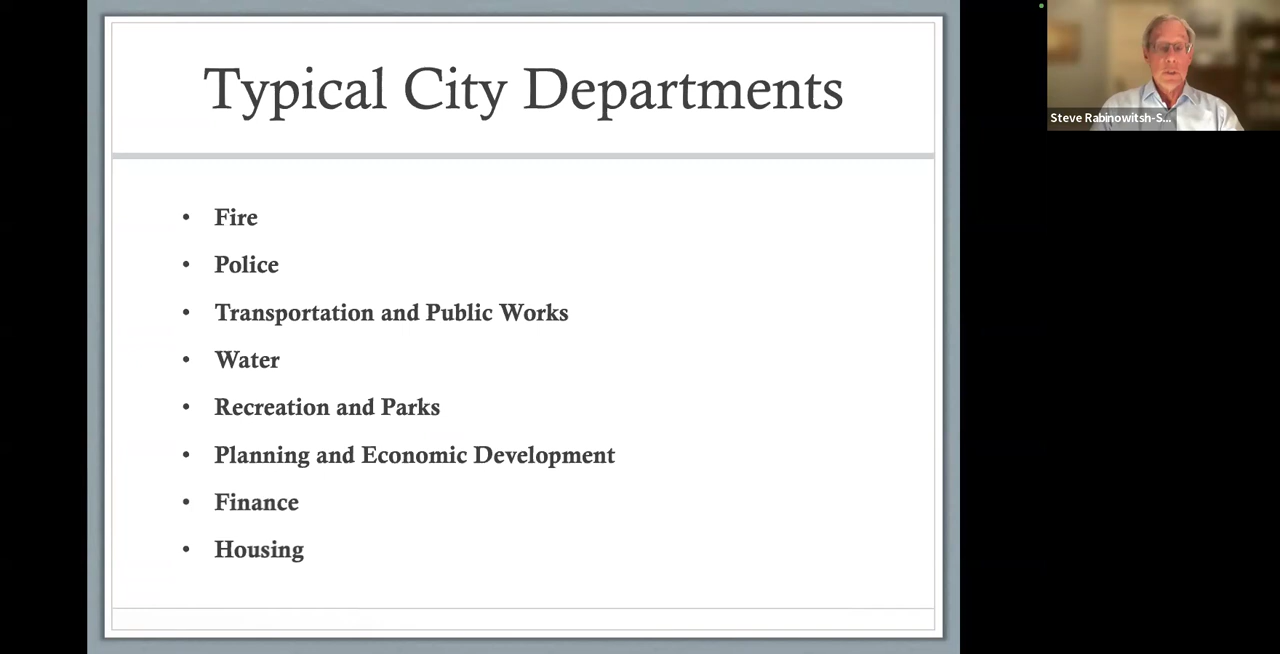 Typical City Departments
Steve Rabinowitsh-S...
• Fire
• Police
• Transportation and Public Works
• Water
• Recreation and Parks
• Planning and Economic Development
• Finance
• Housing